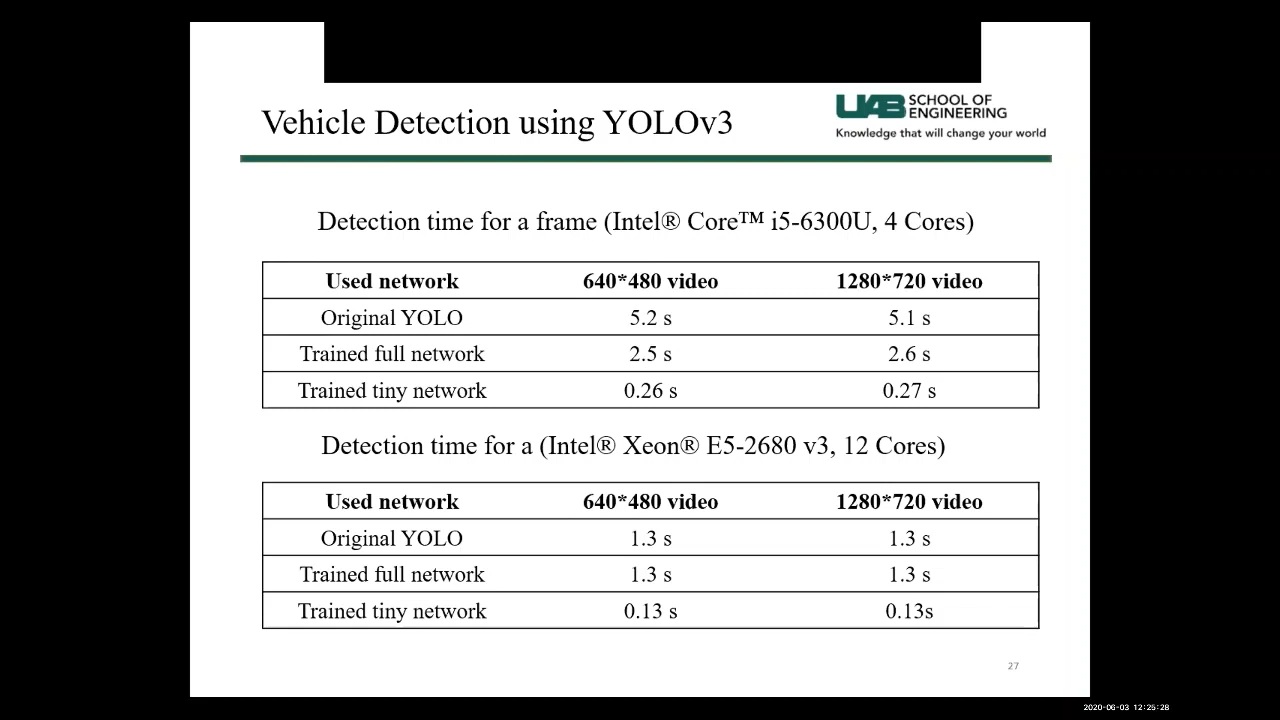 Vehicle Detection using YOLOv3
UAB SCHOOL OF ENGINEERING
Knowledge that will change your world
Detection time for a frame (Intel® Core™ i5-6300U, 4 Cores)
Used network 640*480 video 1280*720 video
Original YOLO 5.2 s 5.1 s
Trained full network 2.5 s 2.6 s
Trained tiny network 0.26 s 0.27 s
Detection time for a (Intel® Xeon® E5-2680 v3, 12 Cores)
Used network 640*480 video 1280*720 video
Original YOLO 1.3 s 1.3 s
Trained full network 1.3 s 1.3 s
Trained tiny network 0.13 s 0.13s
27
2020-06-03 12:25:28